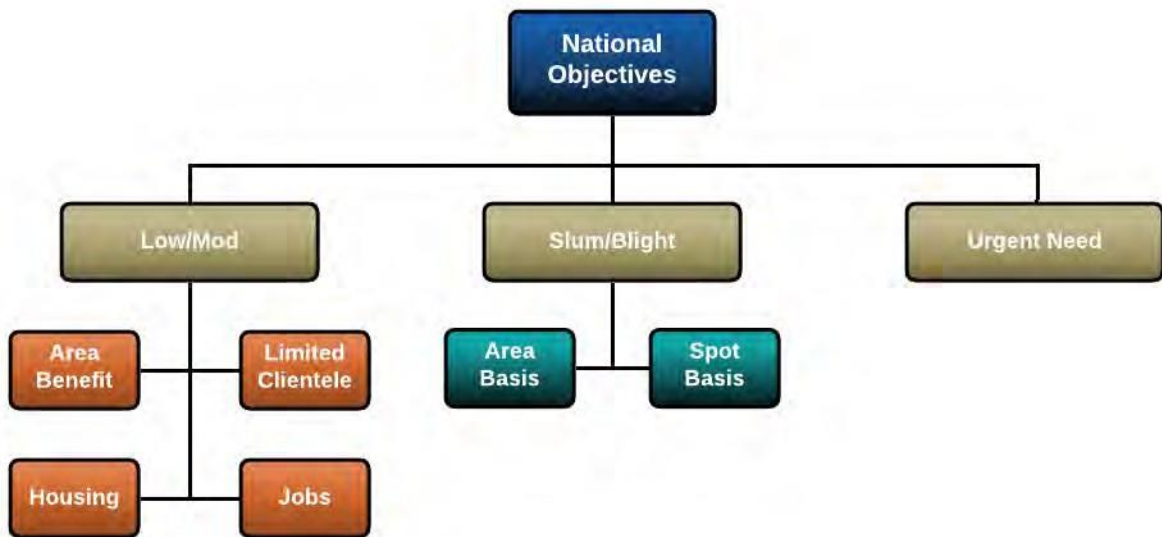 National
Objectives
Low/Mod
Slum/Blight
Urgent Need
Area
Benefit
Limited
Clientele
Area
Basis
Spot
Basis
Housing
Jobs